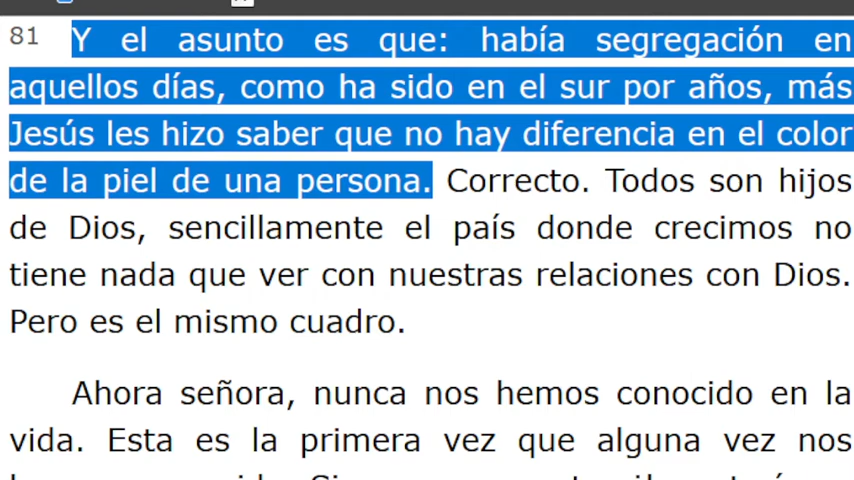 81 Y el asunto es que: había segregación en
aquellos días, como ha sido en el sur por años, más
Jesús les hizo saber que no hay diferencia en el color
de la piel de una persona. Correcto. Todos son hijos
de Dios, sencillamente el país donde crecimos no
tiene nada que ver con nuestras relaciones con Dios.
Pero es el mismo cuadro.
Ahora señora, nunca nos hemos conocido en la
vida. Esta es la primera vez que alguna vez nos